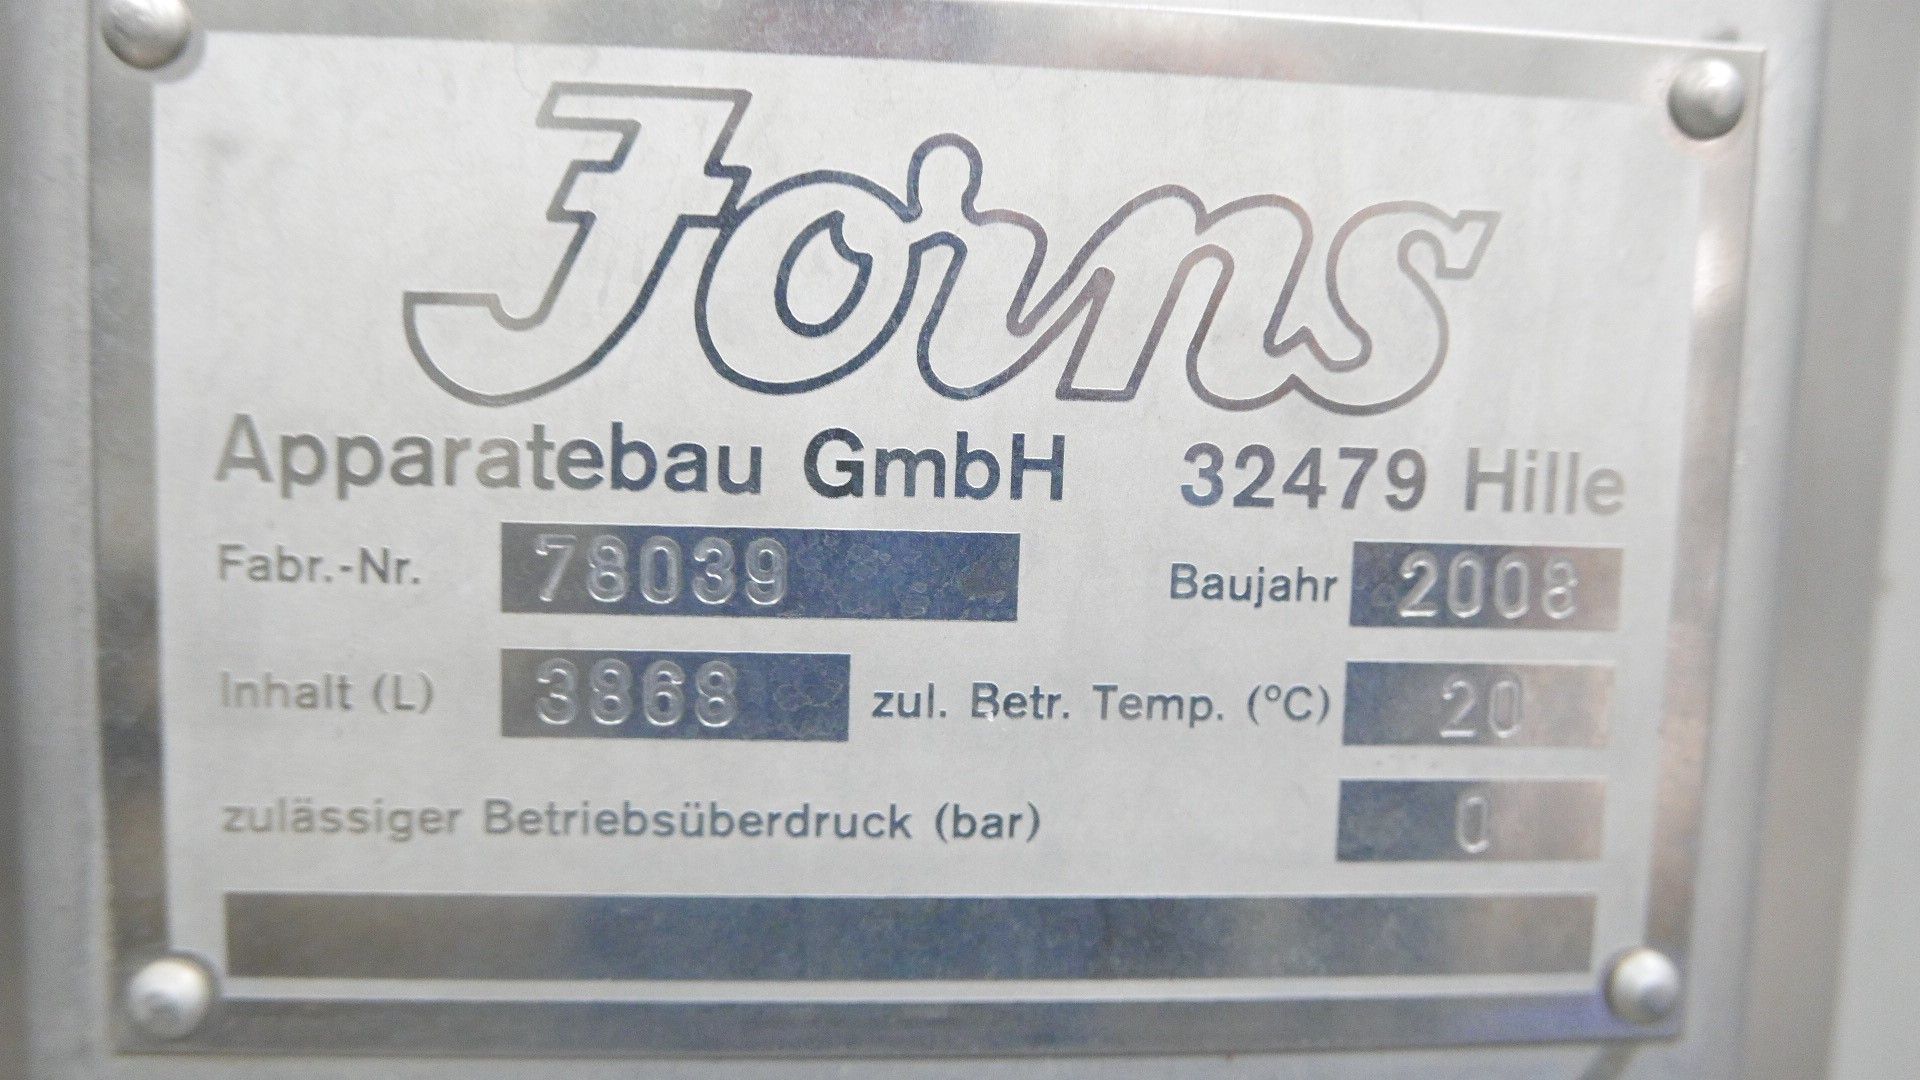 Jorns
Apparatebau GmbH 32479 Hille
Fabr.-Nr. 78039 Baujahr 2008
Inhalt (L) 3868 zul. Betr. Temp. (°C) 20
zulässiger Betriebsüberdruck (bar) 0